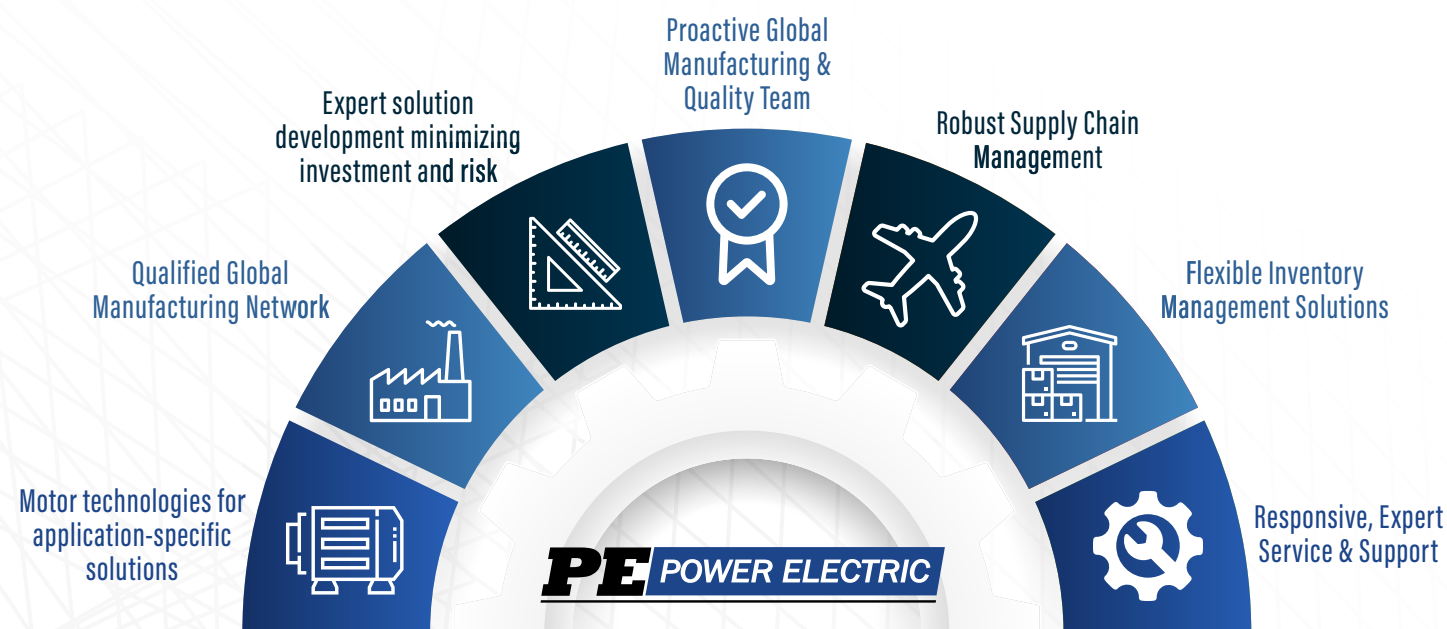 Proactive Global
Manufacturing &
Quality Team
Expert solution
development minimizing
investment and risk
Robust Supply Chain
Management
Qualified Global
Manufacturing Network
Flexible Inventory
Management Solutions
Motor technologies for
application-specific
solutions
Responsive, Expert
Service & Support
PE POWER ELECTRIC